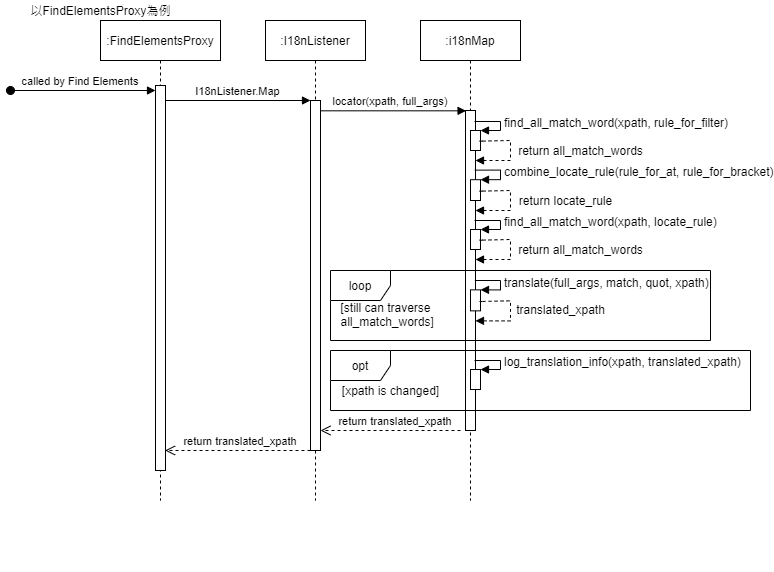 以FindElementsProxy為例
:FindElementsProxy
:I18nListener
:i18nMap
called by Find Elements
I18nListener.Map
locator(xpath, full_args)
find_all_match_word(xpath, rule_for_filter)
return all_match_words
combine_locate_rule(rule_for_at, rule_for_bracket)
return locate_rule
find_all_match_word(xpath, locate_rule)
return all_match_words
loop
translate(full_args, match, quot, xpath)
[still can traverse
all_match_words]
translated_xpath
opt
log_translation_info(xpath, translated_xpath)
[xpath is changed]
return translated_xpath
return translated_xpath